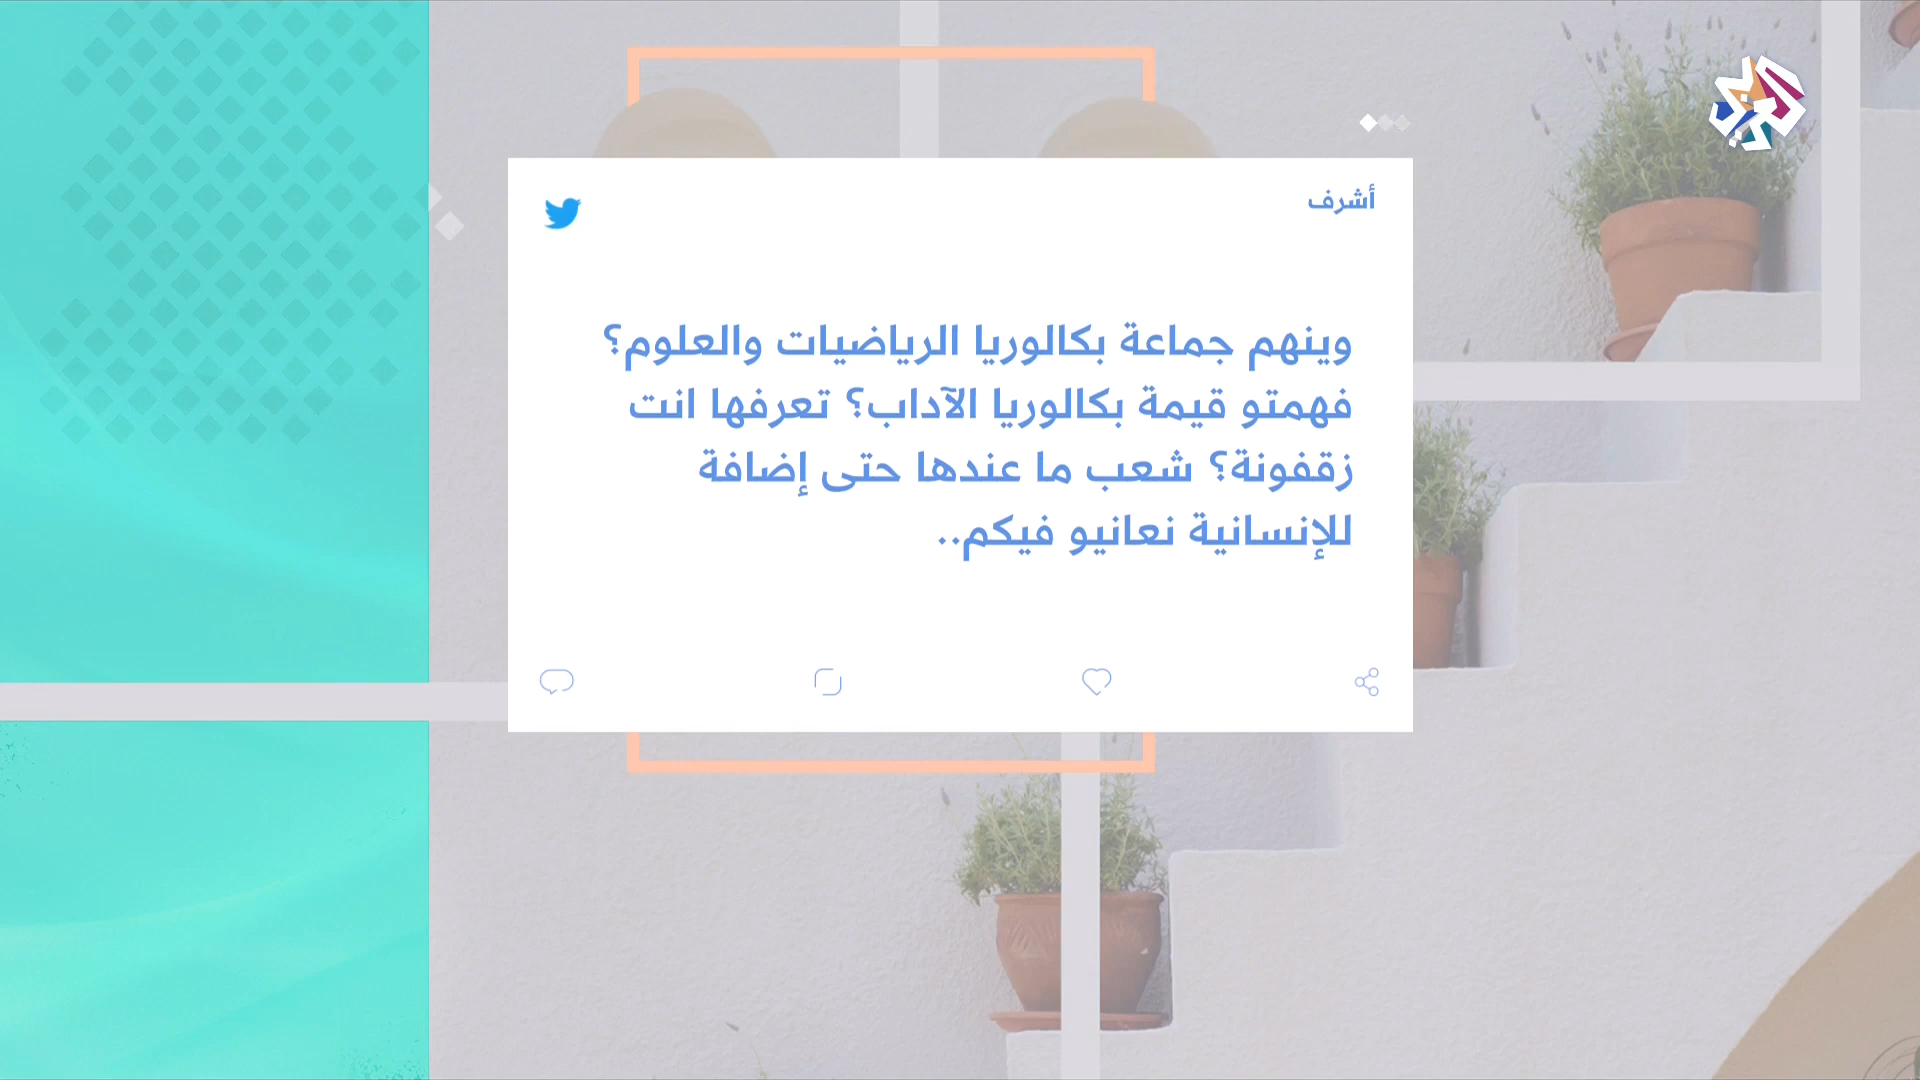 أشرف
وينهم جماعة بكالوريا الرياضيات والعلوم؟
فهمتو قيمة بكالوريا الآداب؟ تعرفها انت
زقفونة؟ شعب ما عندها حتى إضافة
للإنسانية نعانيو فيكم..